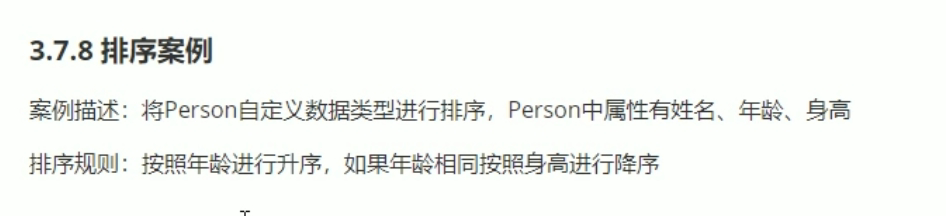 3.7.8 排序案例
案例描述：将Person自定义数据类型进行排序，Person中属性有姓名、年龄、身高
排序规则：按照年龄进行升序，如果年龄相同按照身高进行降序